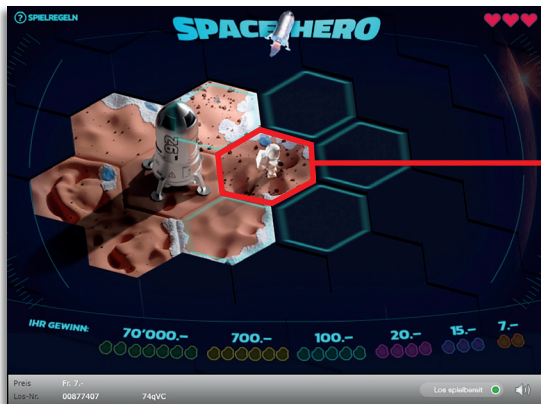 ? SPIELREGELN
SPACE HERO
IHR GEWINN:
70'000.–
700.–
100.–
20.–
15.–
7.–
Preis
Fr. 7.-
Los spielbereit
Los-Nr.
00877407
74qVC